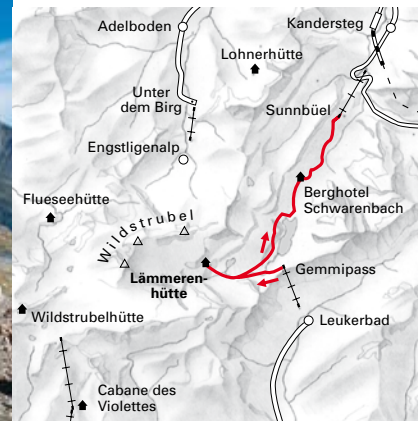 Kandersteg
Adelboden
Lohnerhütte
Unter
dem Birg
Sunnbüel
Engstligenalp
Berghotel
Schwarenbach
Flueseehütte
Wildstrubel
Lämmeren-
hütte
Gemmipass
Wildstrubelhütte
Leukerbad
Cabane des
Violettes